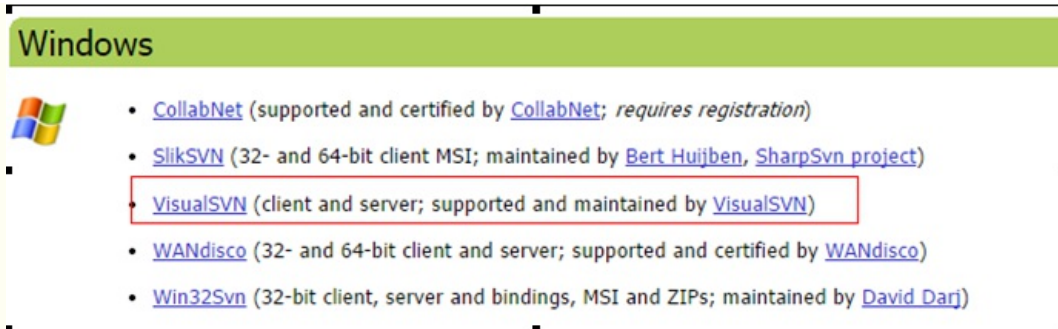 Windows
• CollabNet (supported and certified by CollabNet; requires registration)
• SlikSVN (32- and 64-bit client MSI; maintained by Bert Huijben, SharpSvn project)
• VisualSVN (client and server; supported and maintained by VisualSVN)
• WANdisco (32- and 64-bit client and server; supported and certified by WANdisco)
• Win32Svn (32-bit client, server and bindings, MSI and ZIPs; maintained by David Darj)